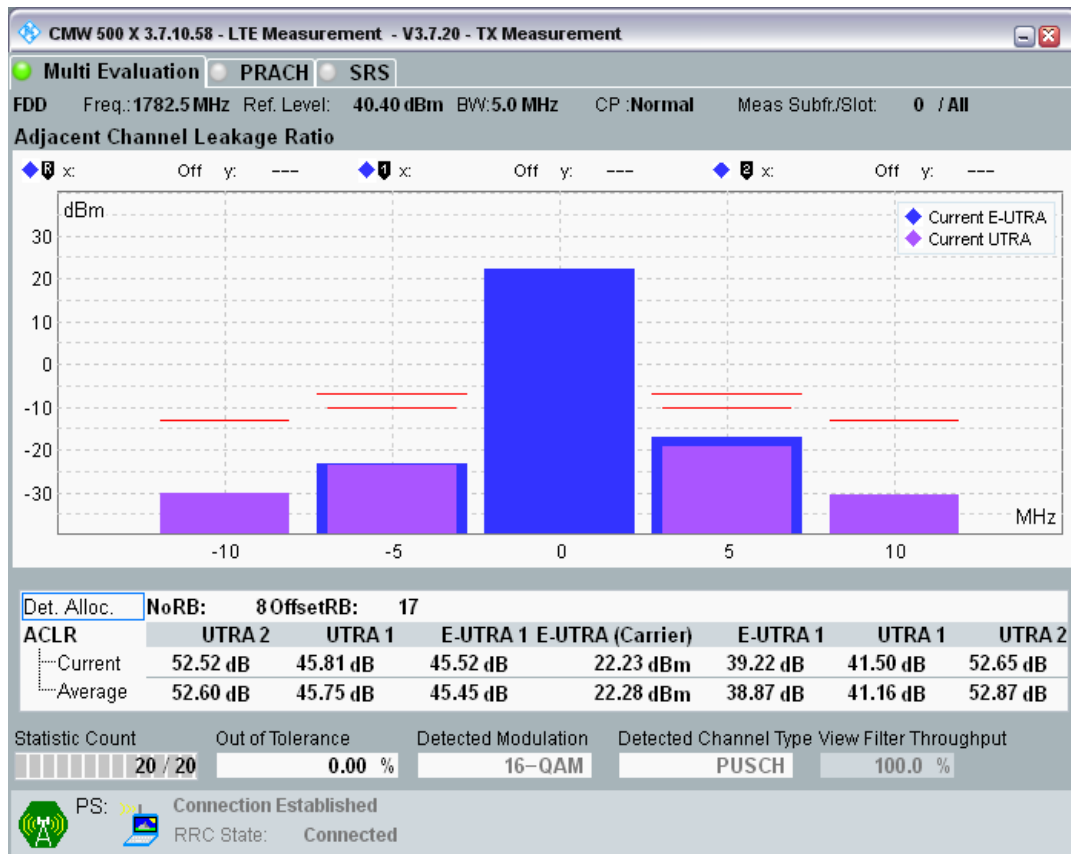 CMW 500 X 3.7.10.58 - LTE Measurement - V3.7.20 - TX Measurement
Multi Evaluation PRACH SRS
FDD Freq.:1782.5 MHz Ref. Level: 40.40 dBm BW:5.0 MHz CP :Normal Meas Subfr./Slot: 0 / All
Adjacent Channel Leakage Ratio
R x: Off y: --- 1 x: Off y: --- 2 x: Off y: ---
dBm
Current E-UTRA
Current UTRA
30
20
10
0
-10
-20
-30
MHz
-10 -5 0 5 10
Det. Alloc. NoRB: 8 OffsetRB: 17
ACLR UTRA 2 UTRA 1 E-UTRA 1 E-UTRA (Carrier) E-UTRA 1 UTRA 1 UTRA 2
Current 52.52 dB 45.81 dB 45.52 dB 22.23 dBm 39.22 dB 41.50 dB 52.65 dB
Average 52.60 dB 45.75 dB 45.45 dB 22.28 dBm 38.87 dB 41.16 dB 52.87 dB
Statistic Count Out of Tolerance Detected Modulation Detected Channel Type View Filter Throughput
20 / 20 0.00 % 16-QAM PUSCH 100.0 %
PS: Connection Established
RRC State: Connected